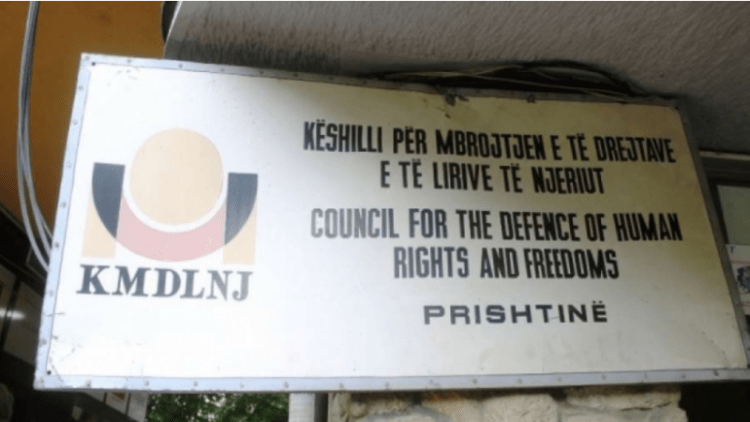 KËSHILLI PËR MBROJTJEN E TË DREJTAVE
E TË LIRIVE TË NJERIUT
COUNCIL FOR THE DEFENCE OF HUMAN
RIGHTS AND FREEDOMS
PRISHTINË
KMDLNJ